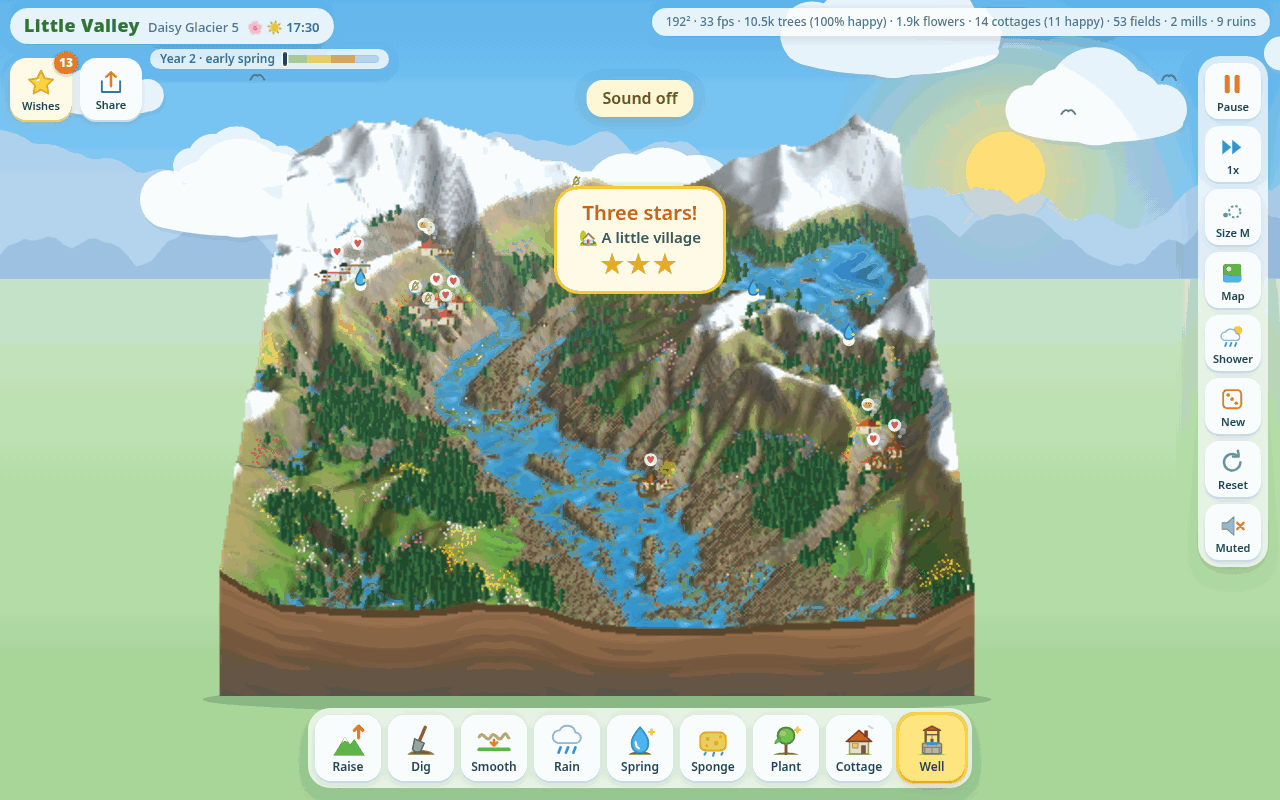 Little Valley Daisy Glacier 5 🌸 ☀️ 17:30
192² · 33 fps · 10.5k trees (100% happy) · 1.9k flowers · 14 cottages (11 happy) · 53 fields · 2 mills · 9 ruins
Year 2 · early spring
13
Wishes
Share
Sound off
Three stars!
🏡 A little village
★★★
Pause
1x
Size M
Map
Shower
New
Reset
Muted
Raise
Dig
Smooth
Rain
Spring
Sponge
Plant
Cottage
Well